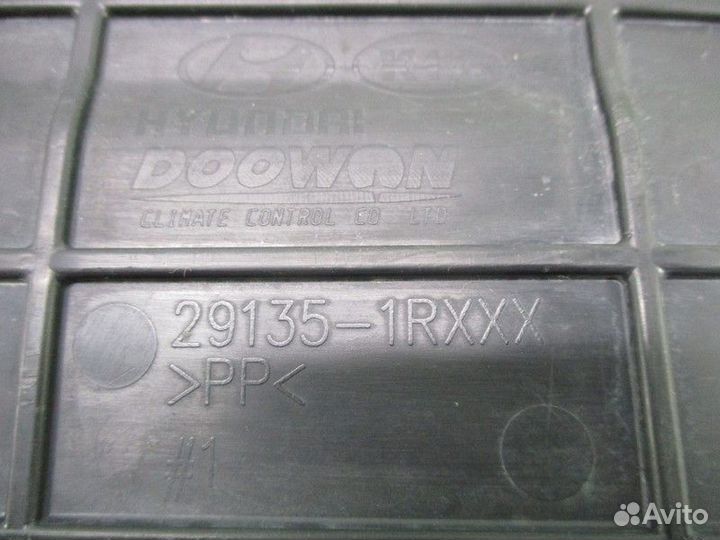 HYUNDAI
DOOWON
CLIMATE CONTROL CO LTD
29135-1RXXX
>PP<
#1
Avito